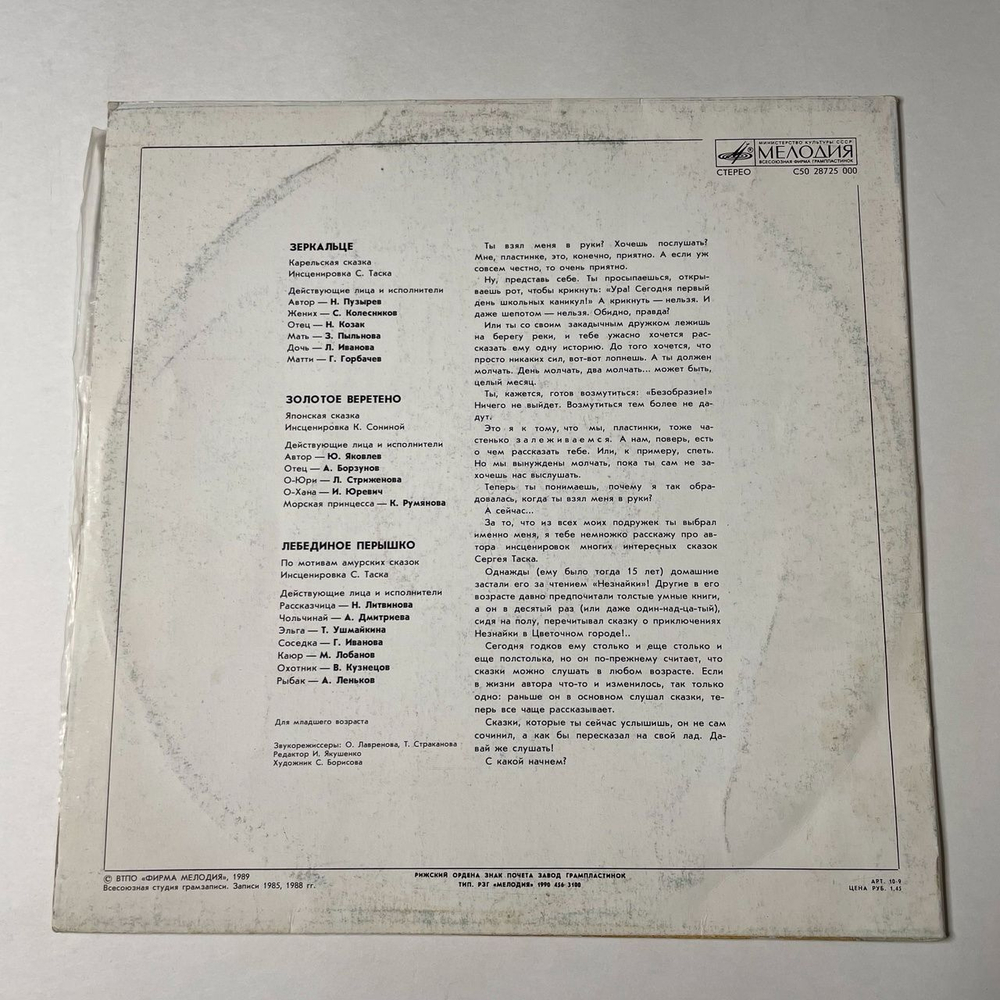 МИНИСТЕРСТВО КУЛЬТУРЫ СССР
МЕЛОДИЯ
ВСЕСОЮЗНАЯ ФИРМА ГРАМПЛАСТИНОК
СТЕРЕО С50 28725 000
ЗЕРКАЛЬЦЕ
Карельская сказка
Инсценировка С. Таска
Действующие лица и исполнители
Автор — Н. Пузырев
Жених — С. Колесников
Отец — Н. Козак
Мать — З. Пыльнова
Дочь — Л. Иванова
Матти — Г. Горбачев
ЗОЛОТОЕ ВЕРЕТЕНО
Японская сказка
Инсценировка К. Сониной
Действующие лица и исполнители
Автор — Ю. Яковлев
Отец — А. Борзунов
О-Юри — Л. Стриженова
О-Хана — И. Юревич
Морская принцесса — К. Румянова
ЛЕБЕДИНОЕ ПЕРЫШКО
По мотивам амурских сказок
Инсценировка С. Таска
Действующие лица и исполнители
Рассказчица — Н. Литвинова
Чольчинай — А. Дмитриева
Эльга — Т. Ушмайкина
Соседка — Г. Иванова
Каюр — М. Лобанов
Охотник — В. Кузнецов
Рыбак — А. Леньков
Для младшего возраста
Звукорежиссеры: О. Лавренова, Т. Страканова
Редактор И. Якушенко
Художник С. Борисова
Ты взял меня в руки? Хочешь послушать?
Мне, пластинке, это, конечно, приятно. А если уж
совсем честно, то очень приятно.
Ну, представь себе. Ты просыпаешься, откры-
ваешь рот, чтобы крикнуть: «Ура! Сегодня первый
день школьных каникул!» А крикнуть — нельзя. И
даже шепотом — нельзя. Обидно, правда?
Или ты со своим закадычным дружком лежишь
на берегу реки, и тебе ужасно хочется рас-
сказать ему одну историю. До того хочется, что
просто никаких сил, вот-вот лопнешь. А ты должен
молчать. День молчать, два молчать... может быть,
целый месяц.
Ты, кажется, готов возмутиться: «Безобразие!»
Ничего не выйдет. Возмутиться тем более не да-
дут.
Это я к тому, что мы, пластинки, тоже ча-
стенько залеживаемся. А нам, поверь, есть
о чем рассказать тебе. Или, к примеру, спеть.
Но мы вынуждены молчать, пока ты сам не за-
хочешь нас выслушать.
Теперь ты понимаешь, почему я так обра-
довалась, когда ты взял меня в руки?
А сейчас...
За то, что из всех моих подружек ты выбрал
именно меня, я тебе немножко расскажу про ав-
тора инсценировок многих интересных сказок
Сергея Таска.
Однажды (ему было тогда 15 лет) домашние
застали его за чтением «Незнайки»! Другие в его
возрасте давно предпочитали толстые умные книги,
а он в десятый раз (или даже один-над-ца-тый),
сидя на полу, перечитывал сказку о приключениях
Незнайки в Цветочном городе!..
Сегодня годков ему столько и еще столько и
еще полстолька, но он по-прежнему считает, что
сказки можно слушать в любом возрасте. Если
в жизни автора что-то и изменилось, так только
одно: раньше он в основном слушал сказки, те-
перь все чаще рассказывает.
Сказки, которые ты сейчас услышишь, он не сам
сочинил, а как бы пересказал на свой лад. Да-
вай же слушать!
С какой начнем?
© ВТПО «ФИРМА МЕЛОДИЯ», 1989
Всесоюзная студия грамзаписи. Записи 1985, 1988 гг.
РИЖСКИЙ ОРДЕНА ЗНАК ПОЧЕТА ЗАВОД ГРАМПЛАСТИНОК
ТИП. РЗГ «МЕЛОДИЯ» 1990 456-3100
АРТ. 10-9
ЦЕНА РУБ. 1,45